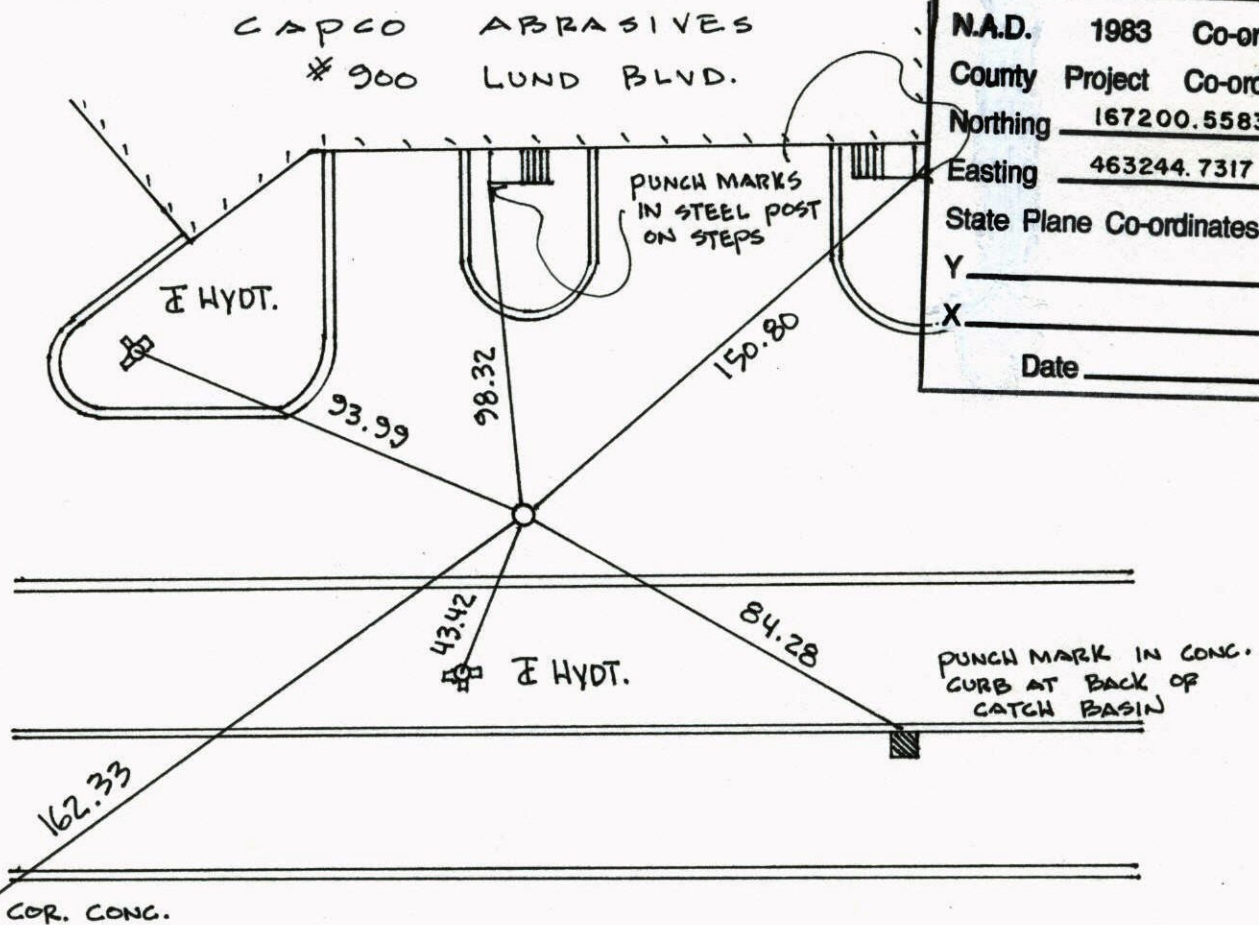 CAPCO ABRASIVES
# 900 LUND BLVD.
N.A.D. 1983 Co-or
County Project Co-ord
Northing 167200.5583
Easting 463244.7317
State Plane Co-ordinates
Y
X
Date
PUNCH MARKS
IN STEEL POST
ON STEPS
℄ HYDT.
93.99
98.32
150.80
43.42
℄ HYDT.
84.28
PUNCH MARK IN CONC.
CURB AT BACK OF
CATCH BASIN
162.33
COR. CONC.